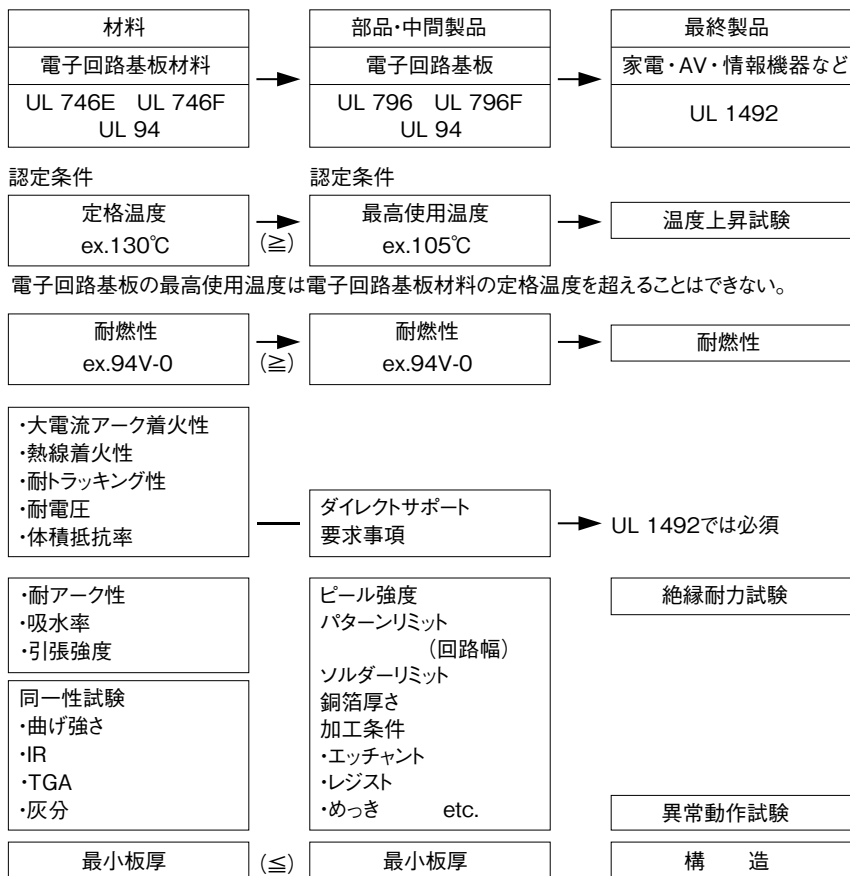 材料
部品・中間製品
最終製品
電子回路基板材料
電子回路基板
家電・AV・情報機器など
UL 746E UL 746F
UL 94
UL 796 UL 796F
UL 94
UL 1492
認定条件
認定条件
定格温度
ex.130℃
(≧)
最高使用温度
ex.105℃
温度上昇試験
電子回路基板の最高使用温度は電子回路基板材料の定格温度を超えることはできない。
耐燃性
ex.94V-0
(≧)
耐燃性
ex.94V-0
耐燃性
・大電流アーク着火性
・熱線着火性
・耐トラッキング性
・耐電圧
・体積抵抗率
ダイレクトサポート
要求事項
UL 1492では必須
・耐アーク性
・吸水率
・引張強度
同一性試験
・曲げ強さ
・IR
・TGA
・灰分
ピール強度
パターンリミット
（回路幅）
ソルダーリミット
銅箔厚さ
加工条件
・エッチャント
・レジスト
・めっき etc.
絶縁耐力試験
異常動作試験
最小板厚
(≦)
最小板厚
構 造